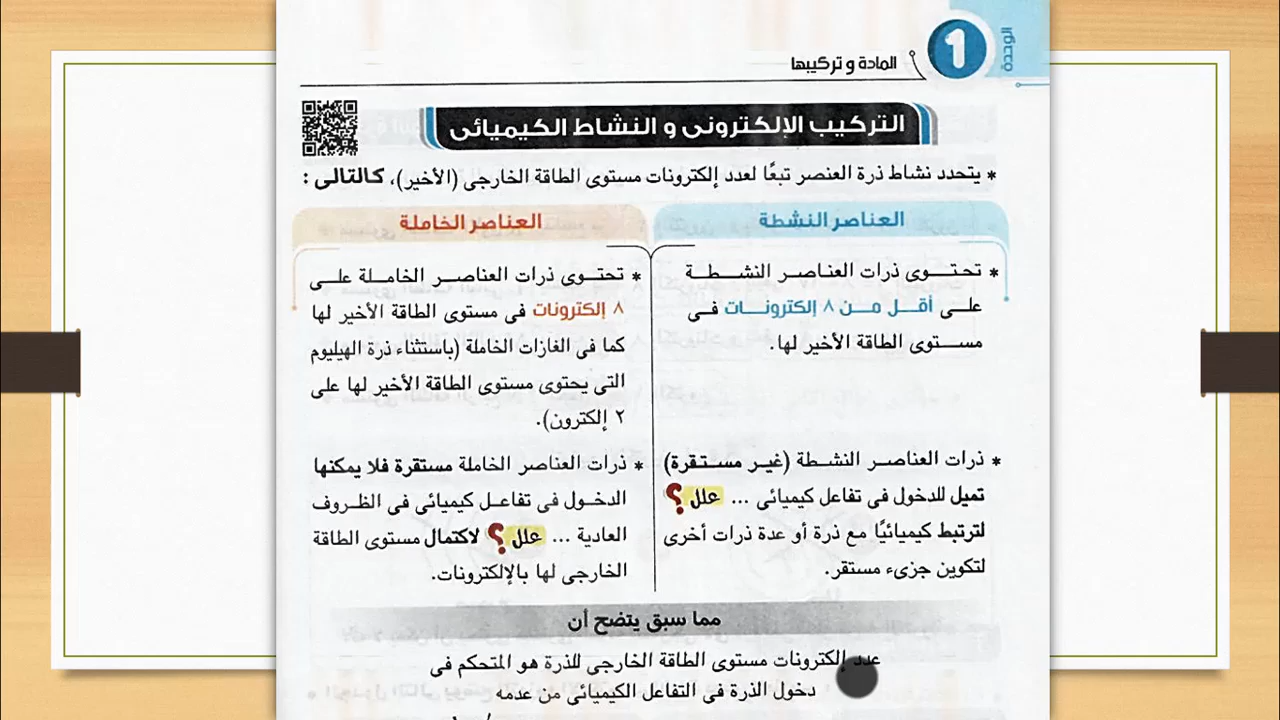 الوحدة
1
المادة و تركيبها
التركيب الإلكترونى و النشاط الكيميائى
* يتحدد نشاط ذرة العنصر تبعًا لعدد إلكترونات مستوى الطاقة الخارجى (الأخير)، كالتالى :
العناصر النشطة
* تحتوى ذرات العناصر النشطة
على أقل من ٨ إلكترونات فى
مستوى الطاقة الأخير لها.
* ذرات العناصر النشطة (غير مستقرة)
تميل للدخول فى تفاعل كيميائى ... علل ؟
لترتبط كيميائيًا مع ذرة أو عدة ذرات أخرى
لتكوين جزىء مستقر.
العناصر الخاملة
* تحتوى ذرات العناصر الخاملة على
٨ إلكترونات فى مستوى الطاقة الأخير لها
كما فى الغازات الخاملة (باستثناء ذرة الهيليوم
التى يحتوى مستوى الطاقة الأخير لها على
٢ إلكترون).
* ذرات العناصر الخاملة مستقرة فلا يمكنها
الدخول فى تفاعل كيميائى فى الظروف
العادية ... علل ؟ لاكتمال مستوى الطاقة
الخارجى لها بالإلكترونات.
مما سبق يتضح أن
عدد إلكترونات مستوى الطاقة الخارجى للذرة هو المتحكم فى
دخول الذرة فى التفاعل الكيميائى من عدمه